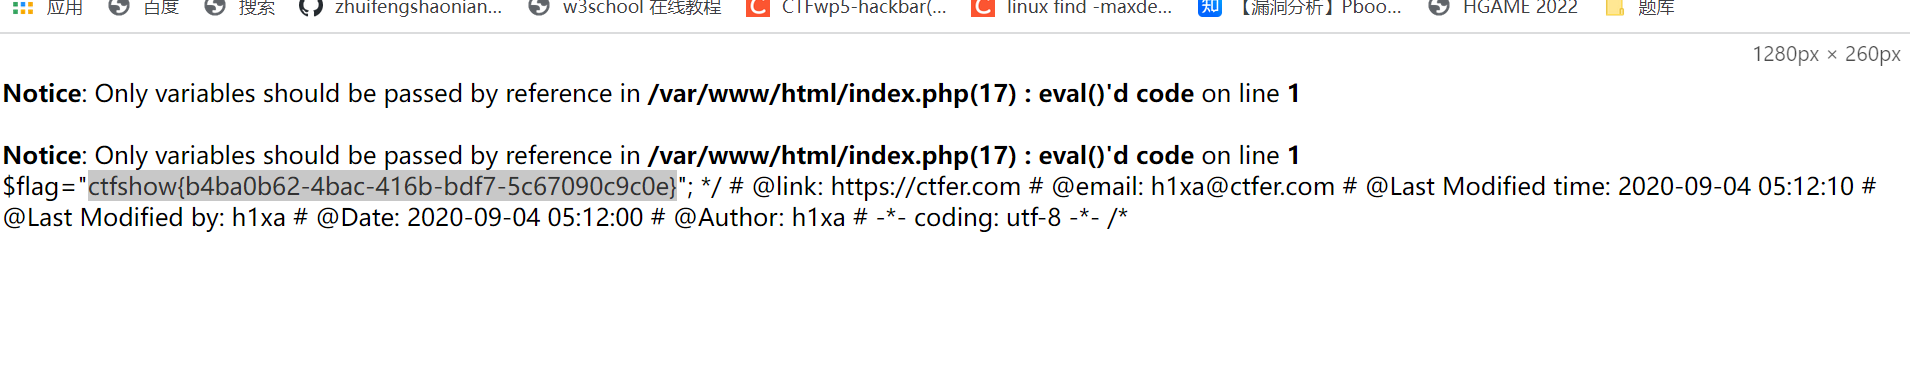 应用 百度 搜索 zhuifengshaonian... w3school 在线教程 CTFwp5-hackbar(... linux find -maxde... 知 【漏洞分析】Pboo... HGAME 2022 题库
1280px × 260px
Notice: Only variables should be passed by reference in /var/www/html/index.php(17) : eval()'d code on line 1
Notice: Only variables should be passed by reference in /var/www/html/index.php(17) : eval()'d code on line 1
$flag="ctfshow{b4ba0b62-4bac-416b-bdf7-5c67090c9c0e}"; */ # @link: https://ctfer.com # @email: h1xa@ctfer.com # @Last Modified time: 2020-09-04 05:12:10 #
@Last Modified by: h1xa # @Date: 2020-09-04 05:12:00 # @Author: h1xa # -*- coding: utf-8 -*- /*